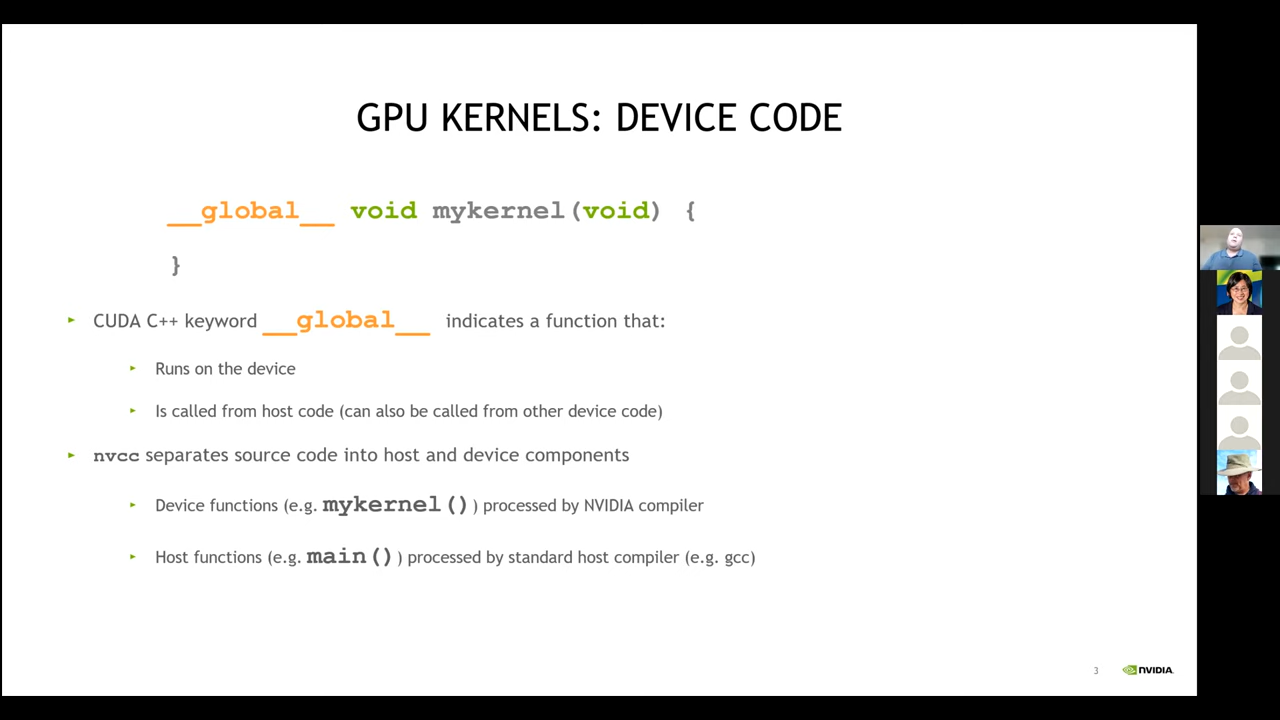 GPU KERNELS: DEVICE CODE
__global__ void mykernel(void) {
}
▸ CUDA C++ keyword __global__ indicates a function that:
▸ Runs on the device
▸ Is called from host code (can also be called from other device code)
▸ nvcc separates source code into host and device components
▸ Device functions (e.g. mykernel()) processed by NVIDIA compiler
▸ Host functions (e.g. main()) processed by standard host compiler (e.g. gcc)
3 NVIDIA.